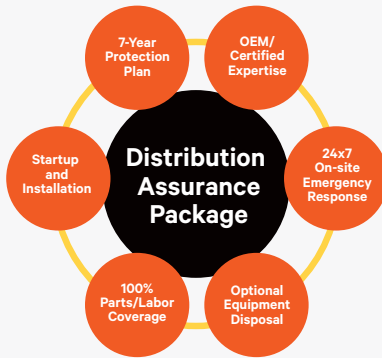 7-Year
Protection
Plan
OEM/
Certified
Expertise
Startup
and
Installation
Distribution
Assurance
Package
24x7
On-site
Emergency
Response
100%
Parts/Labor
Coverage
Optional
Equipment
Disposal